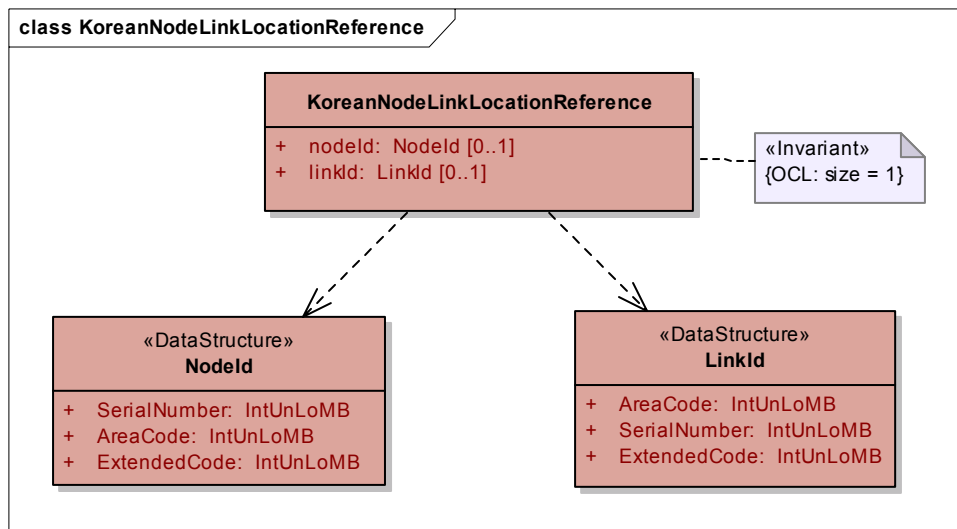 class KoreanNodeLinkLocationReference
KoreanNodeLinkLocationReference
+ nodeId: NodeId [0..1]
+ linkId: LinkId [0..1]
«Invariant»
{OCL: size = 1}
«DataStructure»
NodeId
+ SerialNumber: IntUnLoMB
+ AreaCode: IntUnLoMB
+ ExtendedCode: IntUnLoMB
«DataStructure»
LinkId
+ AreaCode: IntUnLoMB
+ SerialNumber: IntUnLoMB
+ ExtendedCode: IntUnLoMB